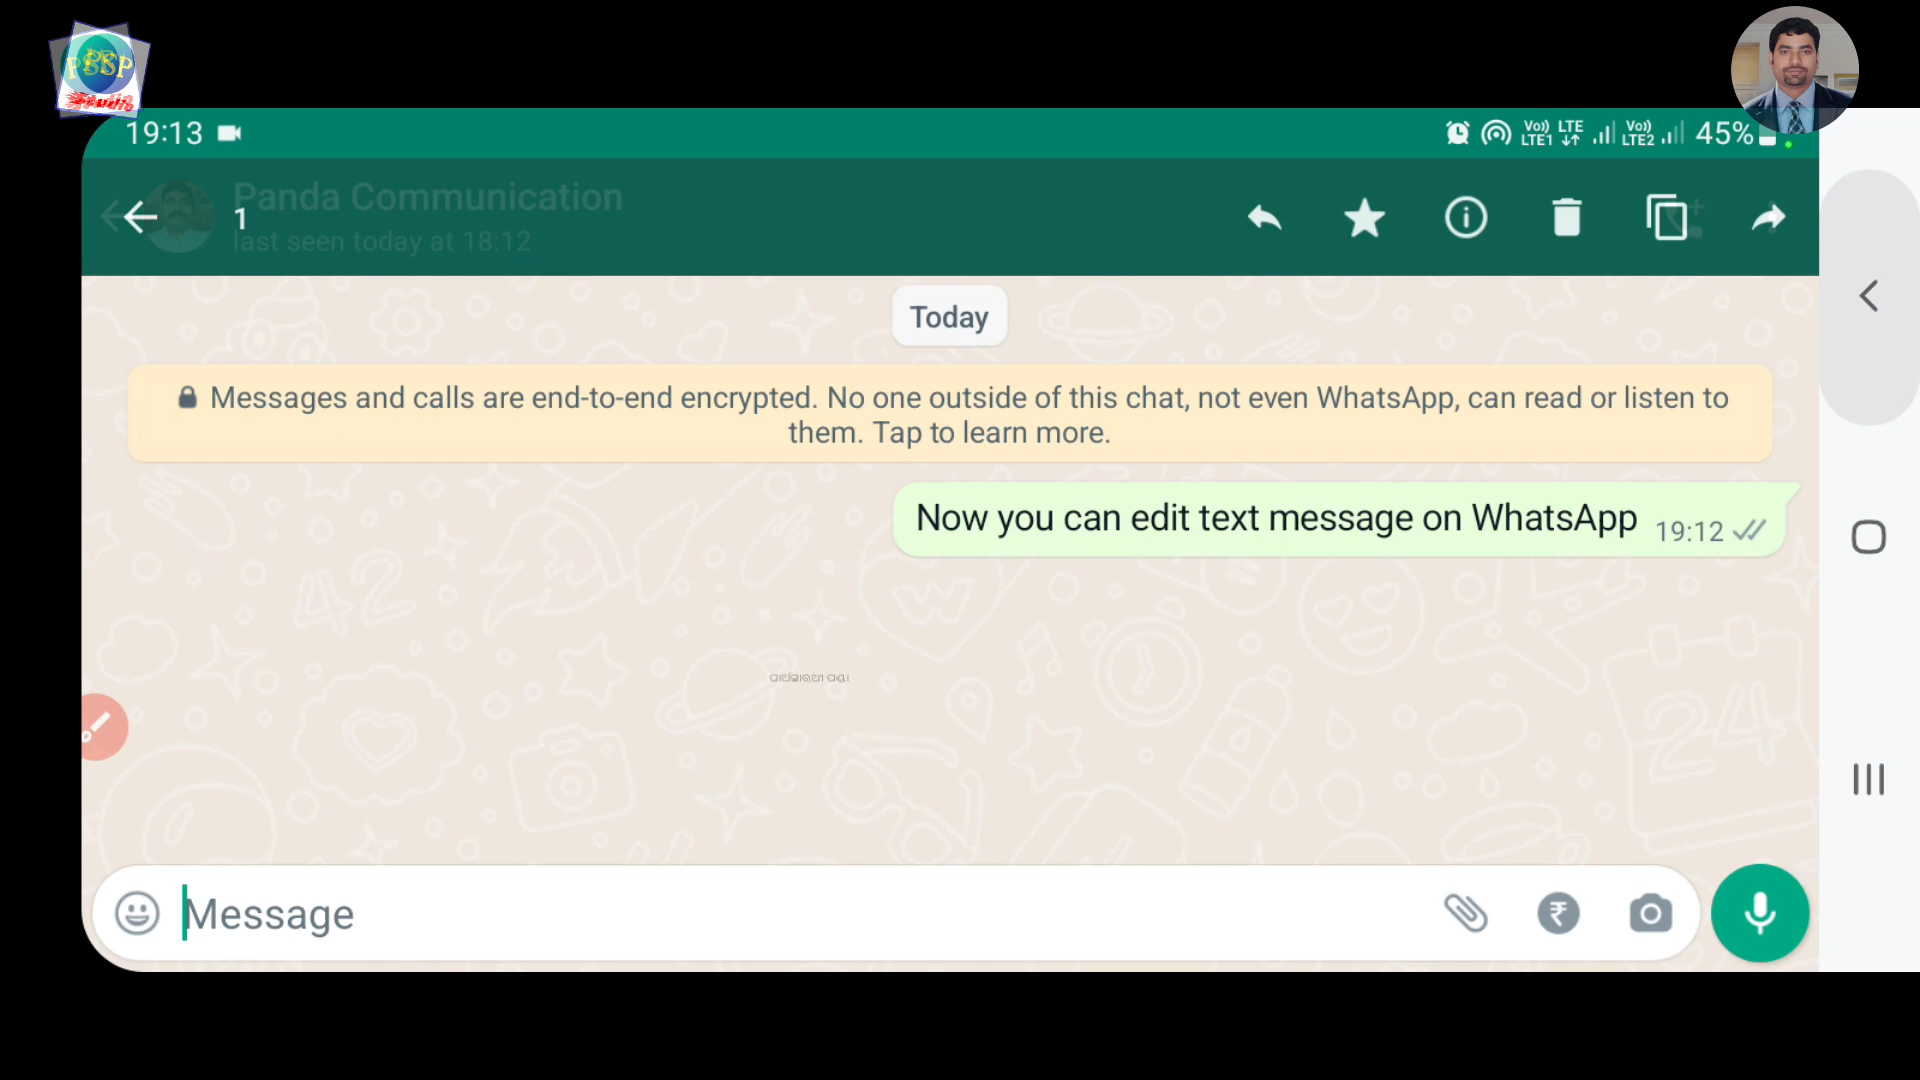 PBSP
Studio
19:13
Vo)) LTE
LTE1
Vo))
LTE2
45%
Panda Communication
1
last seen today at 18:12
Today
Messages and calls are end-to-end encrypted. No one outside of this chat, not even WhatsApp, can read or listen to
them. Tap to learn more.
Now you can edit text message on WhatsApp 19:12
Message